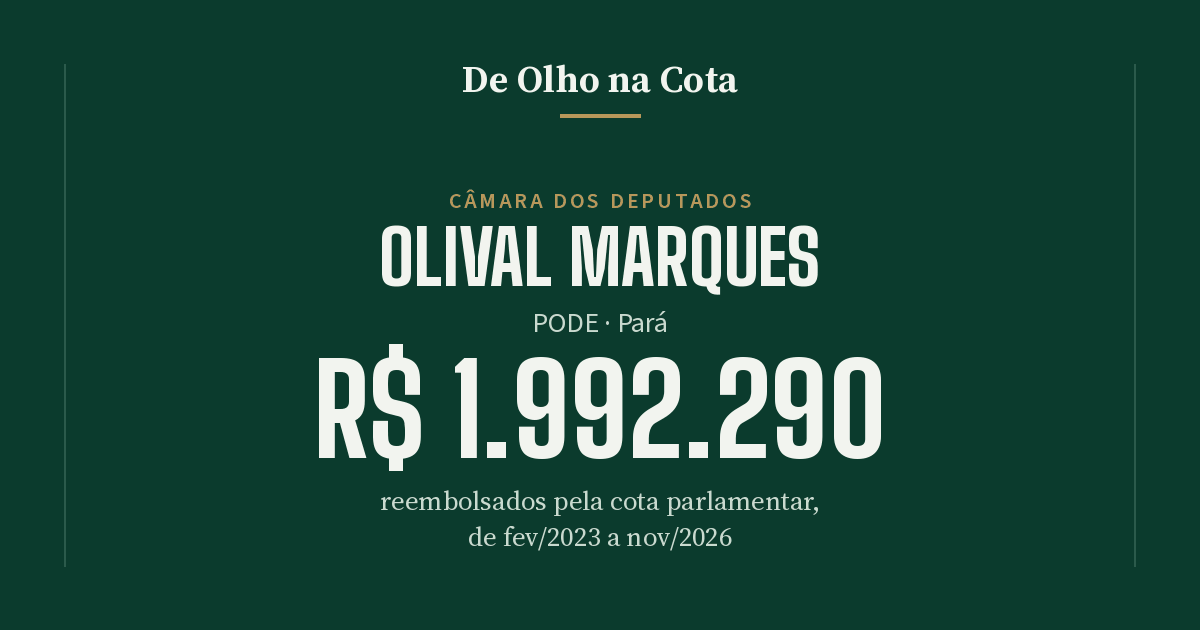 De Olho na Cota
CÂMARA DOS DEPUTADOS
OLIVAL MARQUES
PODE · Pará
R$ 1.992.290
reembolsados pela cota parlamentar,
de fev/2023 a nov/2026